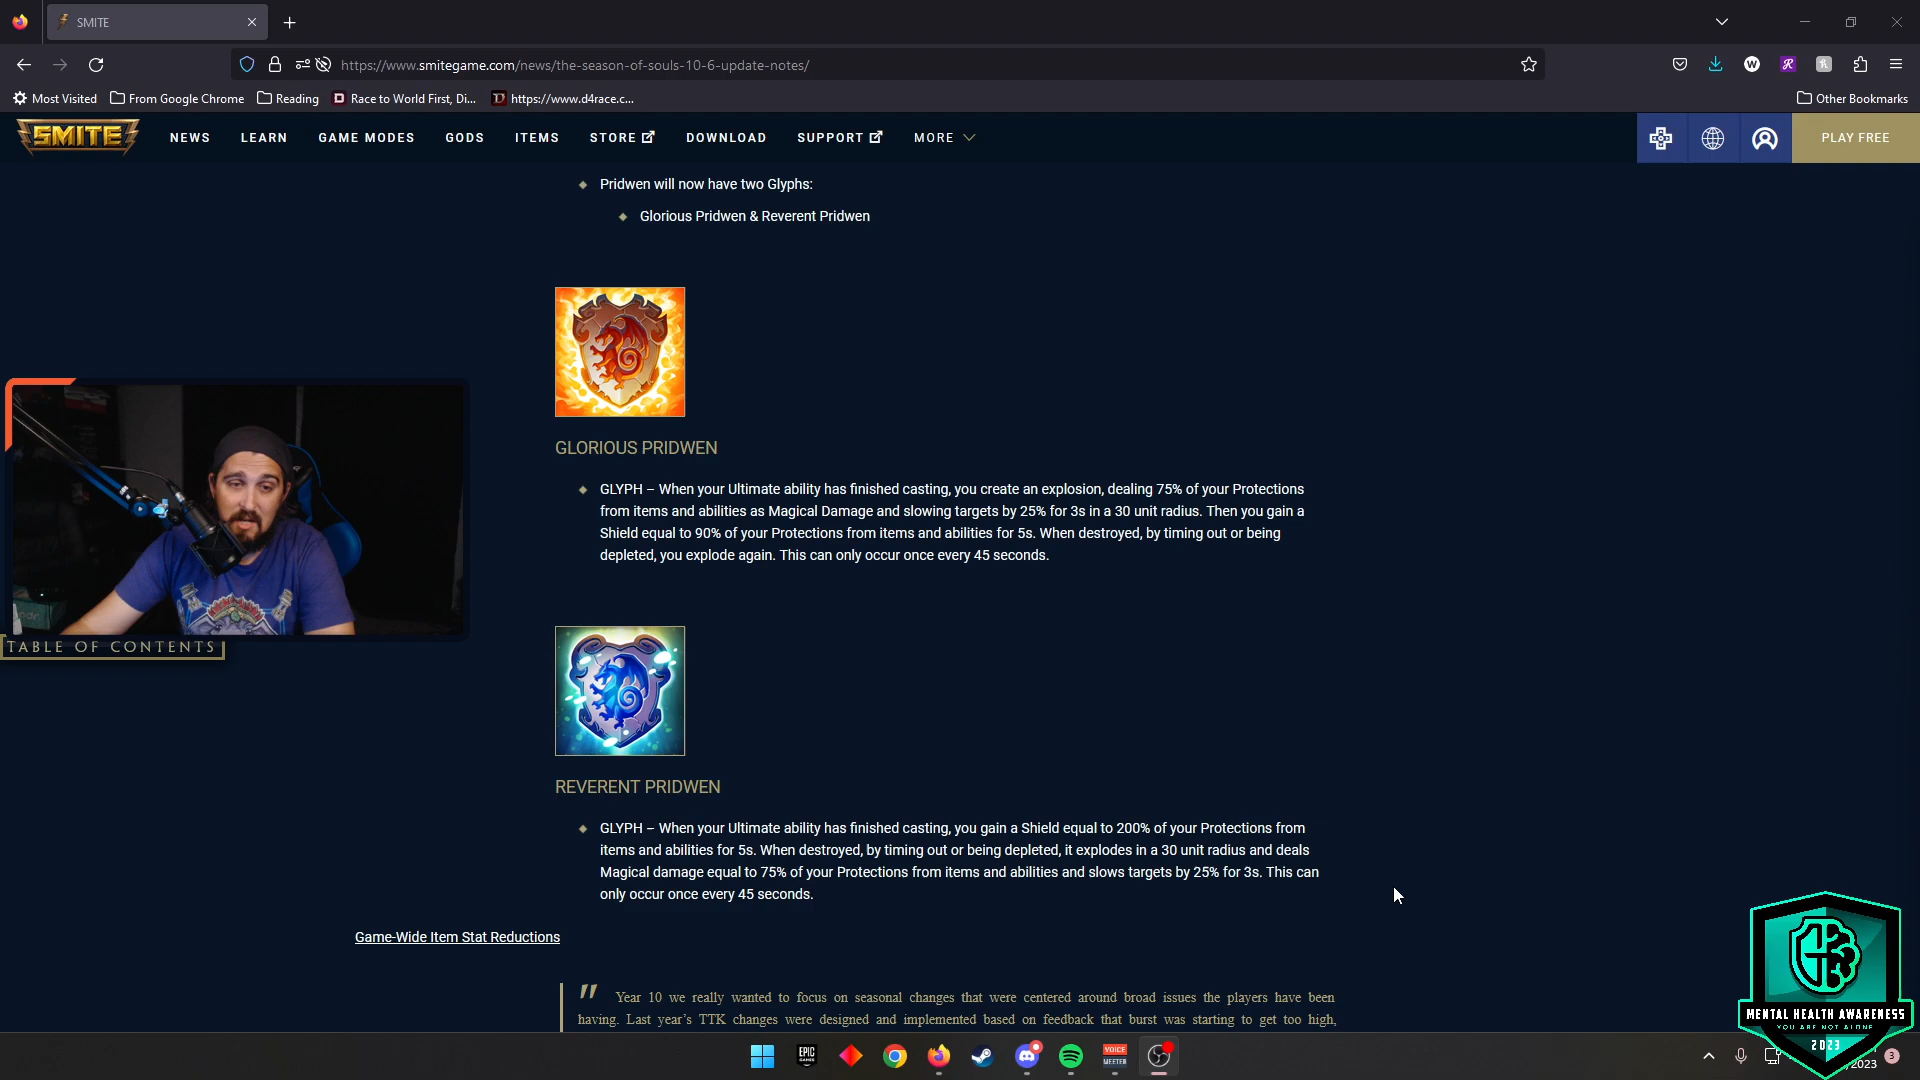 SMITE
https://www.smitegame.com/news/the-season-of-souls-10-6-update-notes/
Most Visited
From Google Chrome
Reading
Race to World First, Di...
https://www.d4race.c...
Other Bookmarks
SMITE
NEWS
LEARN
GAME MODES
GODS
ITEMS
STORE
DOWNLOAD
SUPPORT
MORE
PLAY FREE
Pridwen will now have two Glyphs:
Glorious Pridwen & Reverent Pridwen
GLORIOUS PRIDWEN
GLYPH – When your Ultimate ability has finished casting, you create an explosion, dealing 75% of your Protections
from items and abilities as Magical Damage and slowing targets by 25% for 3s in a 30 unit radius. Then you gain a
Shield equal to 90% of your Protections from items and abilities for 5s. When destroyed, by timing out or being
depleted, you explode again. This can only occur once every 45 seconds.
TABLE OF CONTENTS
REVERENT PRIDWEN
GLYPH – When your Ultimate ability has finished casting, you gain a Shield equal to 200% of your Protections from
items and abilities for 5s. When destroyed, by timing out or being depleted, it explodes in a 30 unit radius and deals
Magical damage equal to 75% of your Protections from items and abilities and slows targets by 25% for 3s. This can
only occur once every 45 seconds.
Game-Wide Item Stat Reductions
" Year 10 we really wanted to focus on seasonal changes that were centered around broad issues the players have been
having. Last year's TTK changes were designed and implemented based on feedback that burst was starting to get too high,
MENTAL HEALTH AWARENESS
YOU ARE NOT ALONE
2023
EPIC
GAMES
VOICE
MEETER
/2023
3